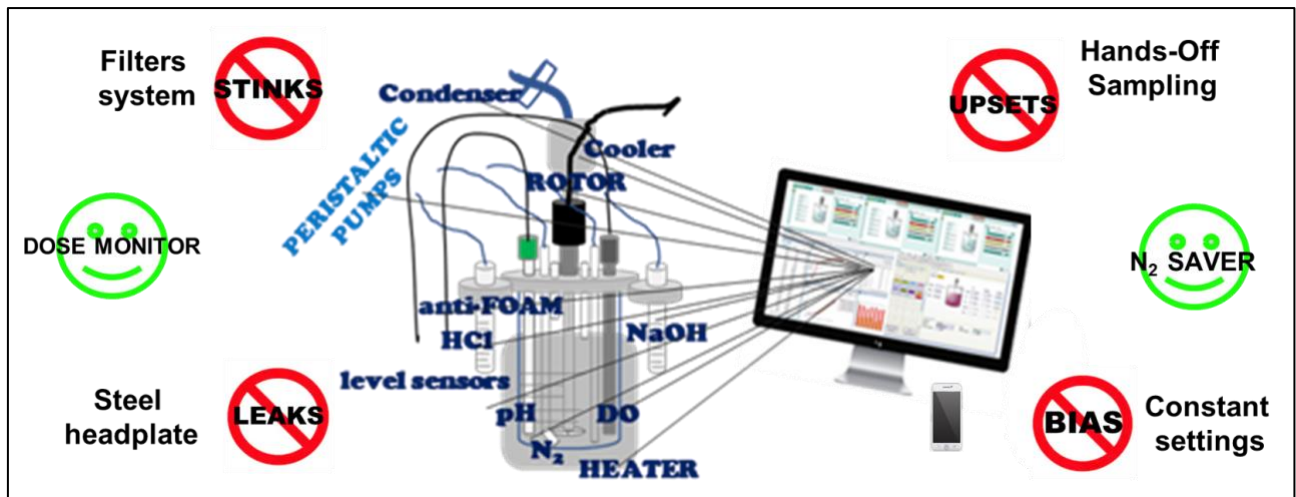 Filters
system
STINKS
DOSE MONITOR
Steel
headplate
LEAKS
Condenser
Cooler
ROTOR
PERISTALTIC
PUMPS
anti-FOAM
HCl
NaOH
level sensors
pH
DO
N₂
HEATER
UPSETS
Hands-Off
Sampling
N₂ SAVER
BIAS
Constant
settings